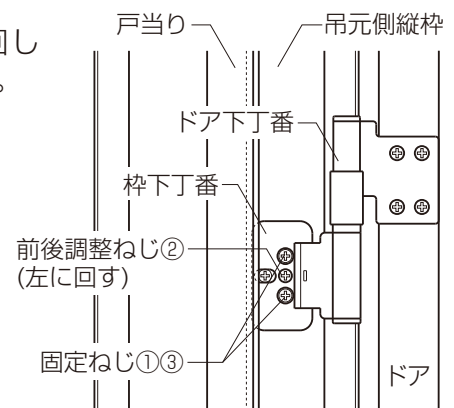 回し
。
戸当り
吊元側縦枠
ドア下丁番
枠下丁番
前後調整ねじ②
(左に回す)
固定ねじ①③
ドア